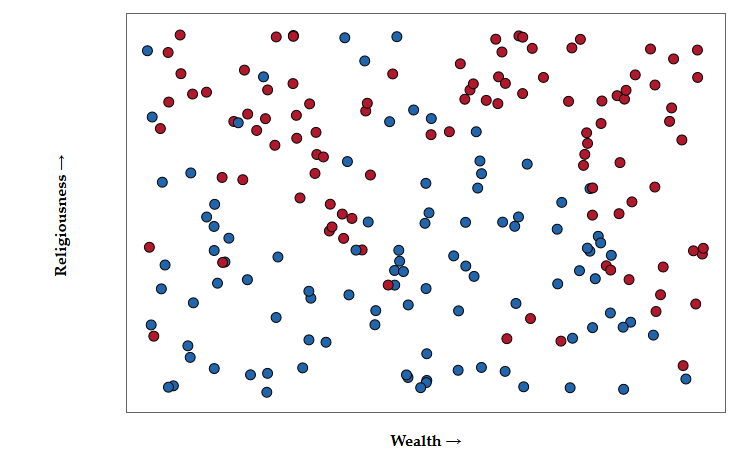 Religiousness →
Wealth →